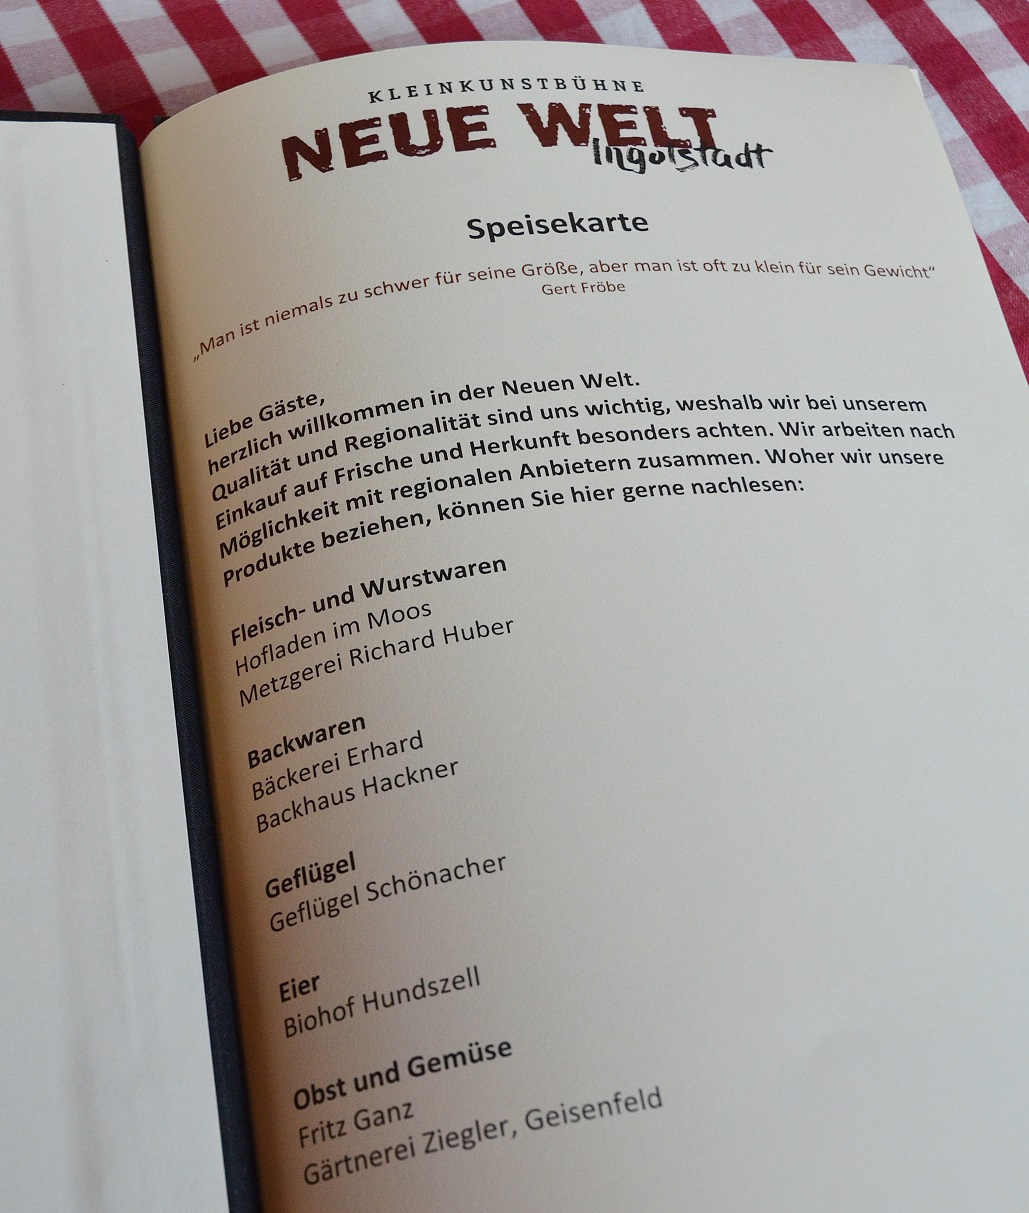 KLEINKUNSTBÜHNE
NEUE WELT
Ingolstadt
Speisekarte
„Man ist niemals zu schwer für seine Größe, aber man ist oft zu klein für sein Gewicht“
Gert Fröbe
Liebe Gäste,
herzlich willkommen in der Neuen Welt.
Qualität und Regionalität sind uns wichtig, weshalb wir bei unserem
Einkauf auf Frische und Herkunft besonders achten. Wir arbeiten nach
Möglichkeit mit regionalen Anbietern zusammen. Woher wir unsere
Produkte beziehen, können Sie hier gerne nachlesen:
Fleisch- und Wurstwaren
Hofladen im Moos
Metzgerei Richard Huber
Backwaren
Bäckerei Erhard
Backhaus Hackner
Geflügel
Geflügel Schönacher
Eier
Biohof Hundszell
Obst und Gemüse
Fritz Ganz
Gärtnerei Ziegler, Geisenfeld